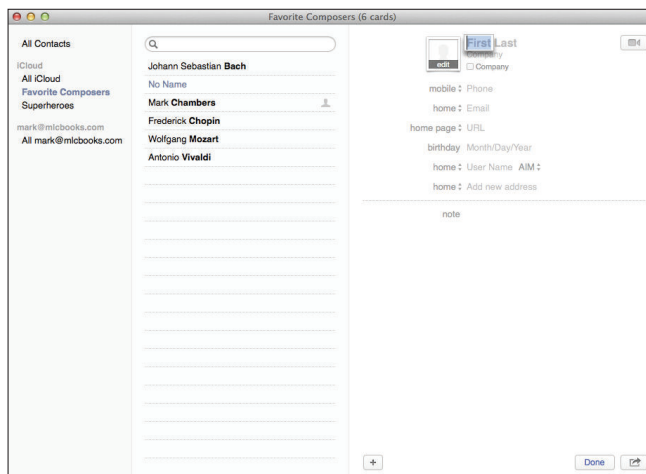 Favorite Composers (6 cards)
All Contacts
iCloud
All iCloud
Favorite Composers
Superheroes
mark@mlcbooks.com
All mark@mlcbooks.com
Johann Sebastian Bach
No Name
Mark Chambers
Frederick Chopin
Wolfgang Mozart
Antonio Vivaldi
edit
First Last
Company
Company
mobile Phone
home Email
home page URL
birthday Month/Day/Year
home User Name AIM
home Add new address
note
+
Done